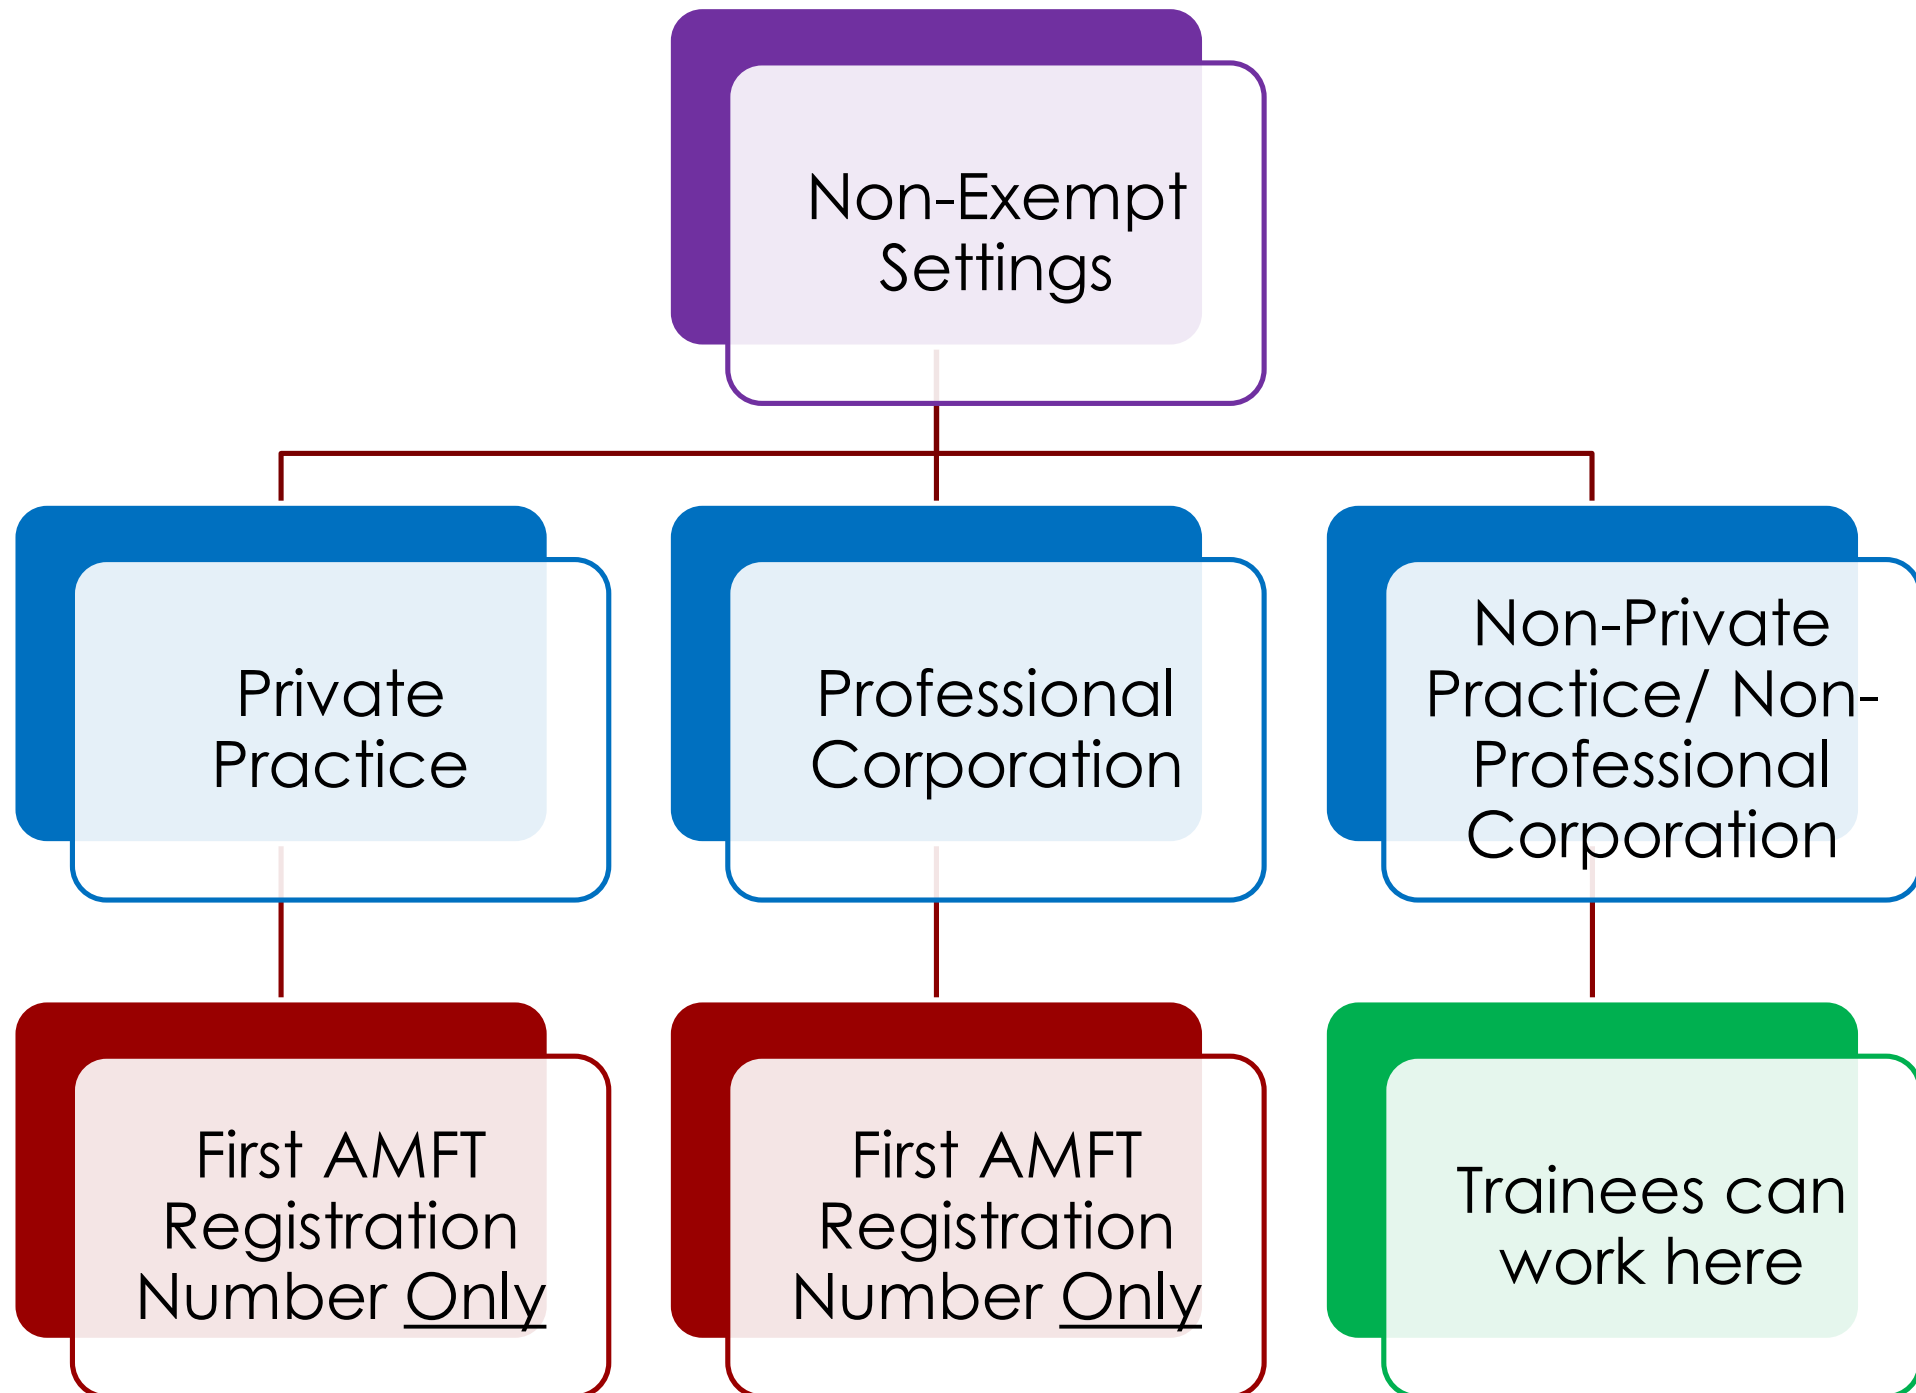 Non-Exempt
Settings
Private
Practice
Professional
Corporation
Non-Private
Practice/ Non-
Professional
Corporation
First AMFT
Registration
Number Only
First AMFT
Registration
Number Only
Trainees can
work here